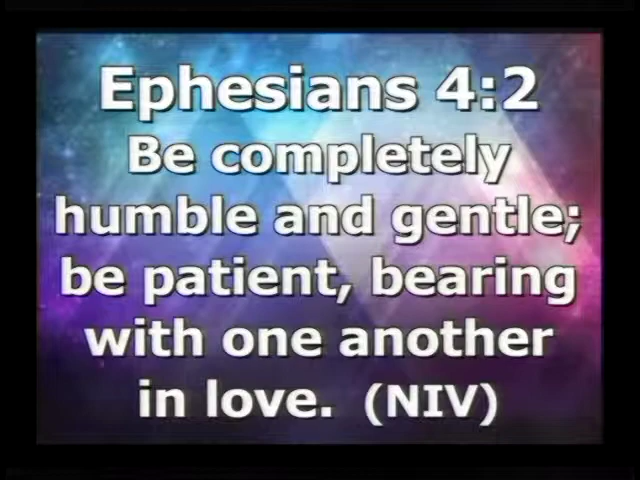 Ephesians 4:2
Be completely
humble and gentle;
be patient, bearing
with one another
in love. (NIV)